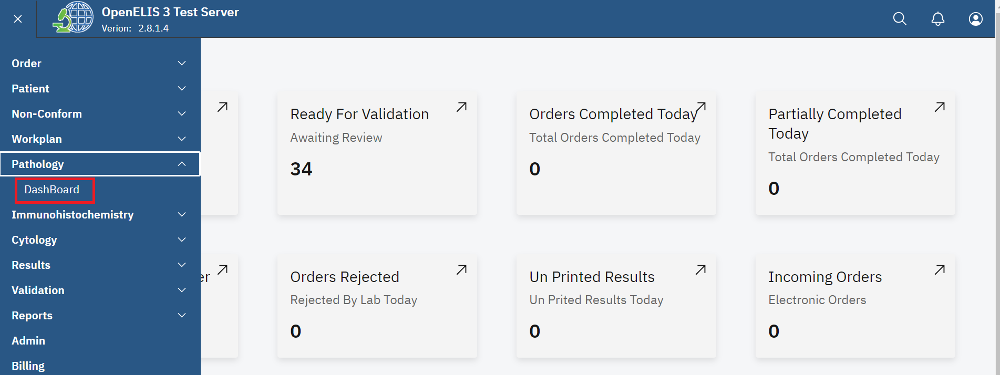 OpenELIS 3 Test Server
Verion: 2.8.1.4
Order
Patient
Non-Conform
Workplan
Pathology
DashBoard
Immunohistochemistry
Cytology
Results
Validation
Reports
Admin
Billing
Ready For Validation
Awaiting Review
34
Orders Completed Today
Total Orders Completed Today
0
Partially Completed
Today
Total Orders Completed Today
0
er
Orders Rejected
Rejected By Lab Today
0
Un Printed Results
Un Prited Results Today
0
Incoming Orders
Electronic Orders
0